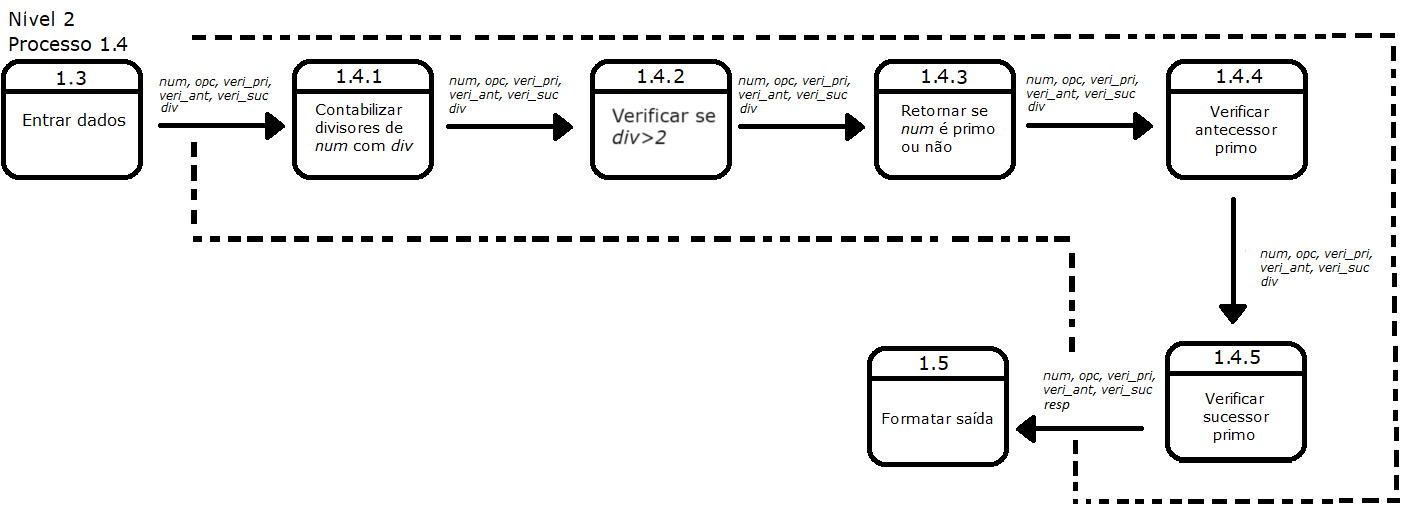 Nível 2
Processo 1.4
1.3
Entrar dados
num, opc, veri_pri,
veri_ant, veri_suc
div
1.4.1
Contabilizar
divisores de
num com div
num, opc, veri_pri,
veri_ant, veri_suc
div
1.4.2
Verificar se
div>2
num, opc, veri_pri,
veri_ant, veri_suc
div
1.4.3
Retornar se
num é primo
ou não
num, opc, veri_pri,
veri_ant, veri_suc
div
1.4.4
Verificar
antecessor
primo
num, opc, veri_pri,
veri_ant, veri_suc
div
1.4.5
Verificar
sucessor
primo
num, opc, veri_pri,
veri_ant, veri_suc
resp
1.5
Formatar saída